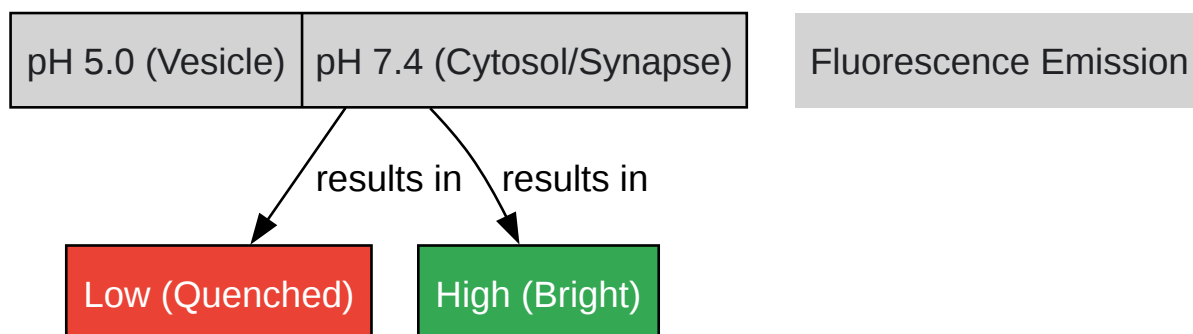 pH 5.0 (Vesicle)
pH 7.4 (Cytosol/Synapse)
Fluorescence Emission
results in
results in
Low (Quenched)
High (Bright)